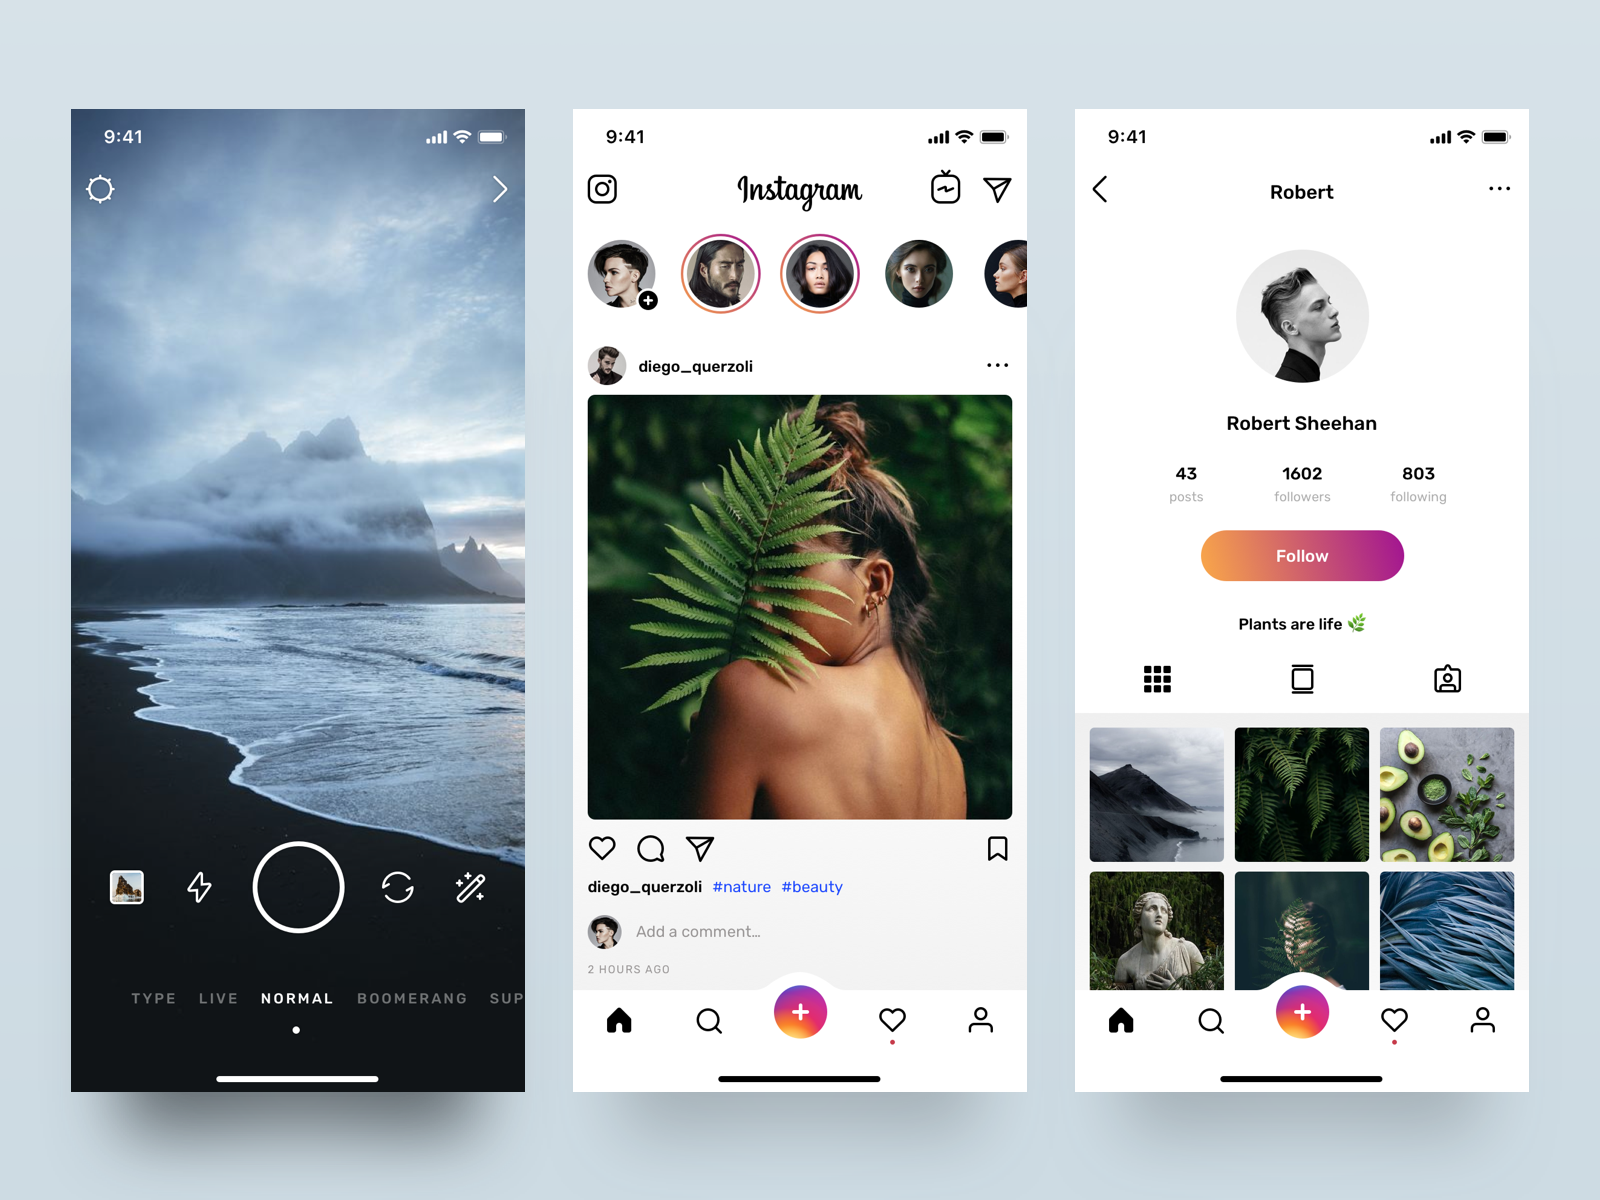 9:41
TYPE LIVE NORMAL BOOMERANG SUP
9:41
Instagram
diego_querzoli
diego_querzoli #nature #beauty
Add a comment...
2 HOURS AGO
9:41
Robert
Robert Sheehan
43 1602 803
posts followers following
Follow
Plants are life 🌿